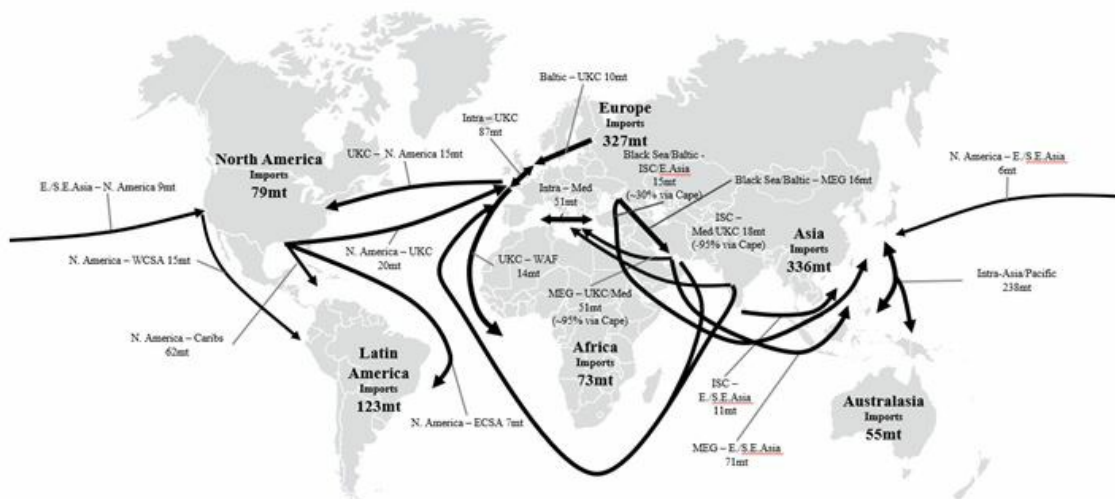 Baltic – UKC 10mt
Europe
Imports
327mt
Intra – UKC
87mt
North America
Imports
79mt
UKC – N. America 15mt
E./S.E.Asia – N. America 9mt
Black Sea/Baltic -
ISC/E.Asia
15mt
(~30% via Cape)
N. America – E./S.E.Asia
6mt
Intra – Med
51mt
Black Sea/Baltic – MEG 16mt
ISC –
Med/UKC 18mt
(~95% via Cape)
Asia
Imports
336mt
N. America – UKC
20mt
N. America – WCSA 15mt
UKC – WAF
14mt
MEG – UKC/Med
51mt
(~95% via Cape)
Intra-Asia/Pacific
238mt
N. America – Caribs
62mt
Latin
America
Imports
123mt
Africa
Imports
73mt
ISC –
E./S.E.Asia
11mt
Australasia
Imports
55mt
N. America – ECSA 7mt
MEG – E./S.E.Asia
71mt